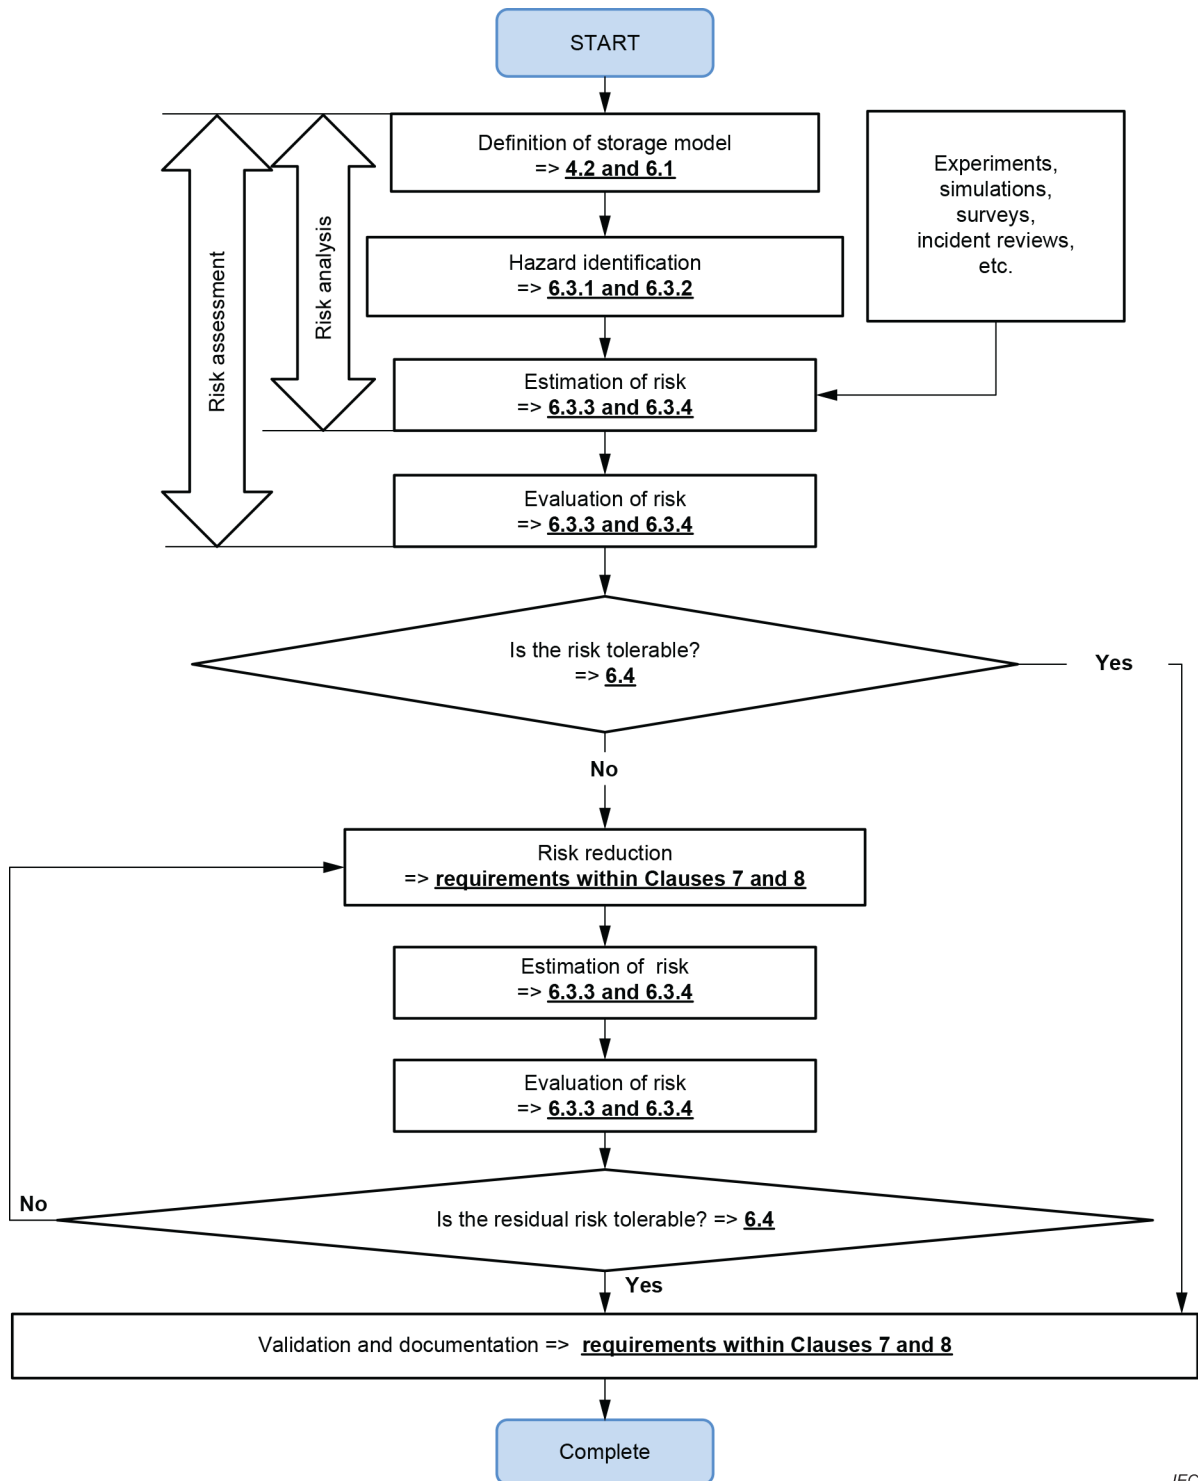 START
Definition of storage model
=> 4.2 and 6.1
Experiments,
simulations,
surveys,
incident reviews,
etc.
Risk assessment
Risk analysis
Hazard identification
=> 6.3.1 and 6.3.2
Estimation of risk
=> 6.3.3 and 6.3.4
Evaluation of risk
=> 6.3.3 and 6.3.4
Is the risk tolerable?
=> 6.4
Yes
No
Risk reduction
=> requirements within Clauses 7 and 8
Estimation of risk
=> 6.3.3 and 6.3.4
Evaluation of risk
=> 6.3.3 and 6.3.4
No
Is the residual risk tolerable? => 6.4
Yes
Validation and documentation => requirements within Clauses 7 and 8
Complete
IEC